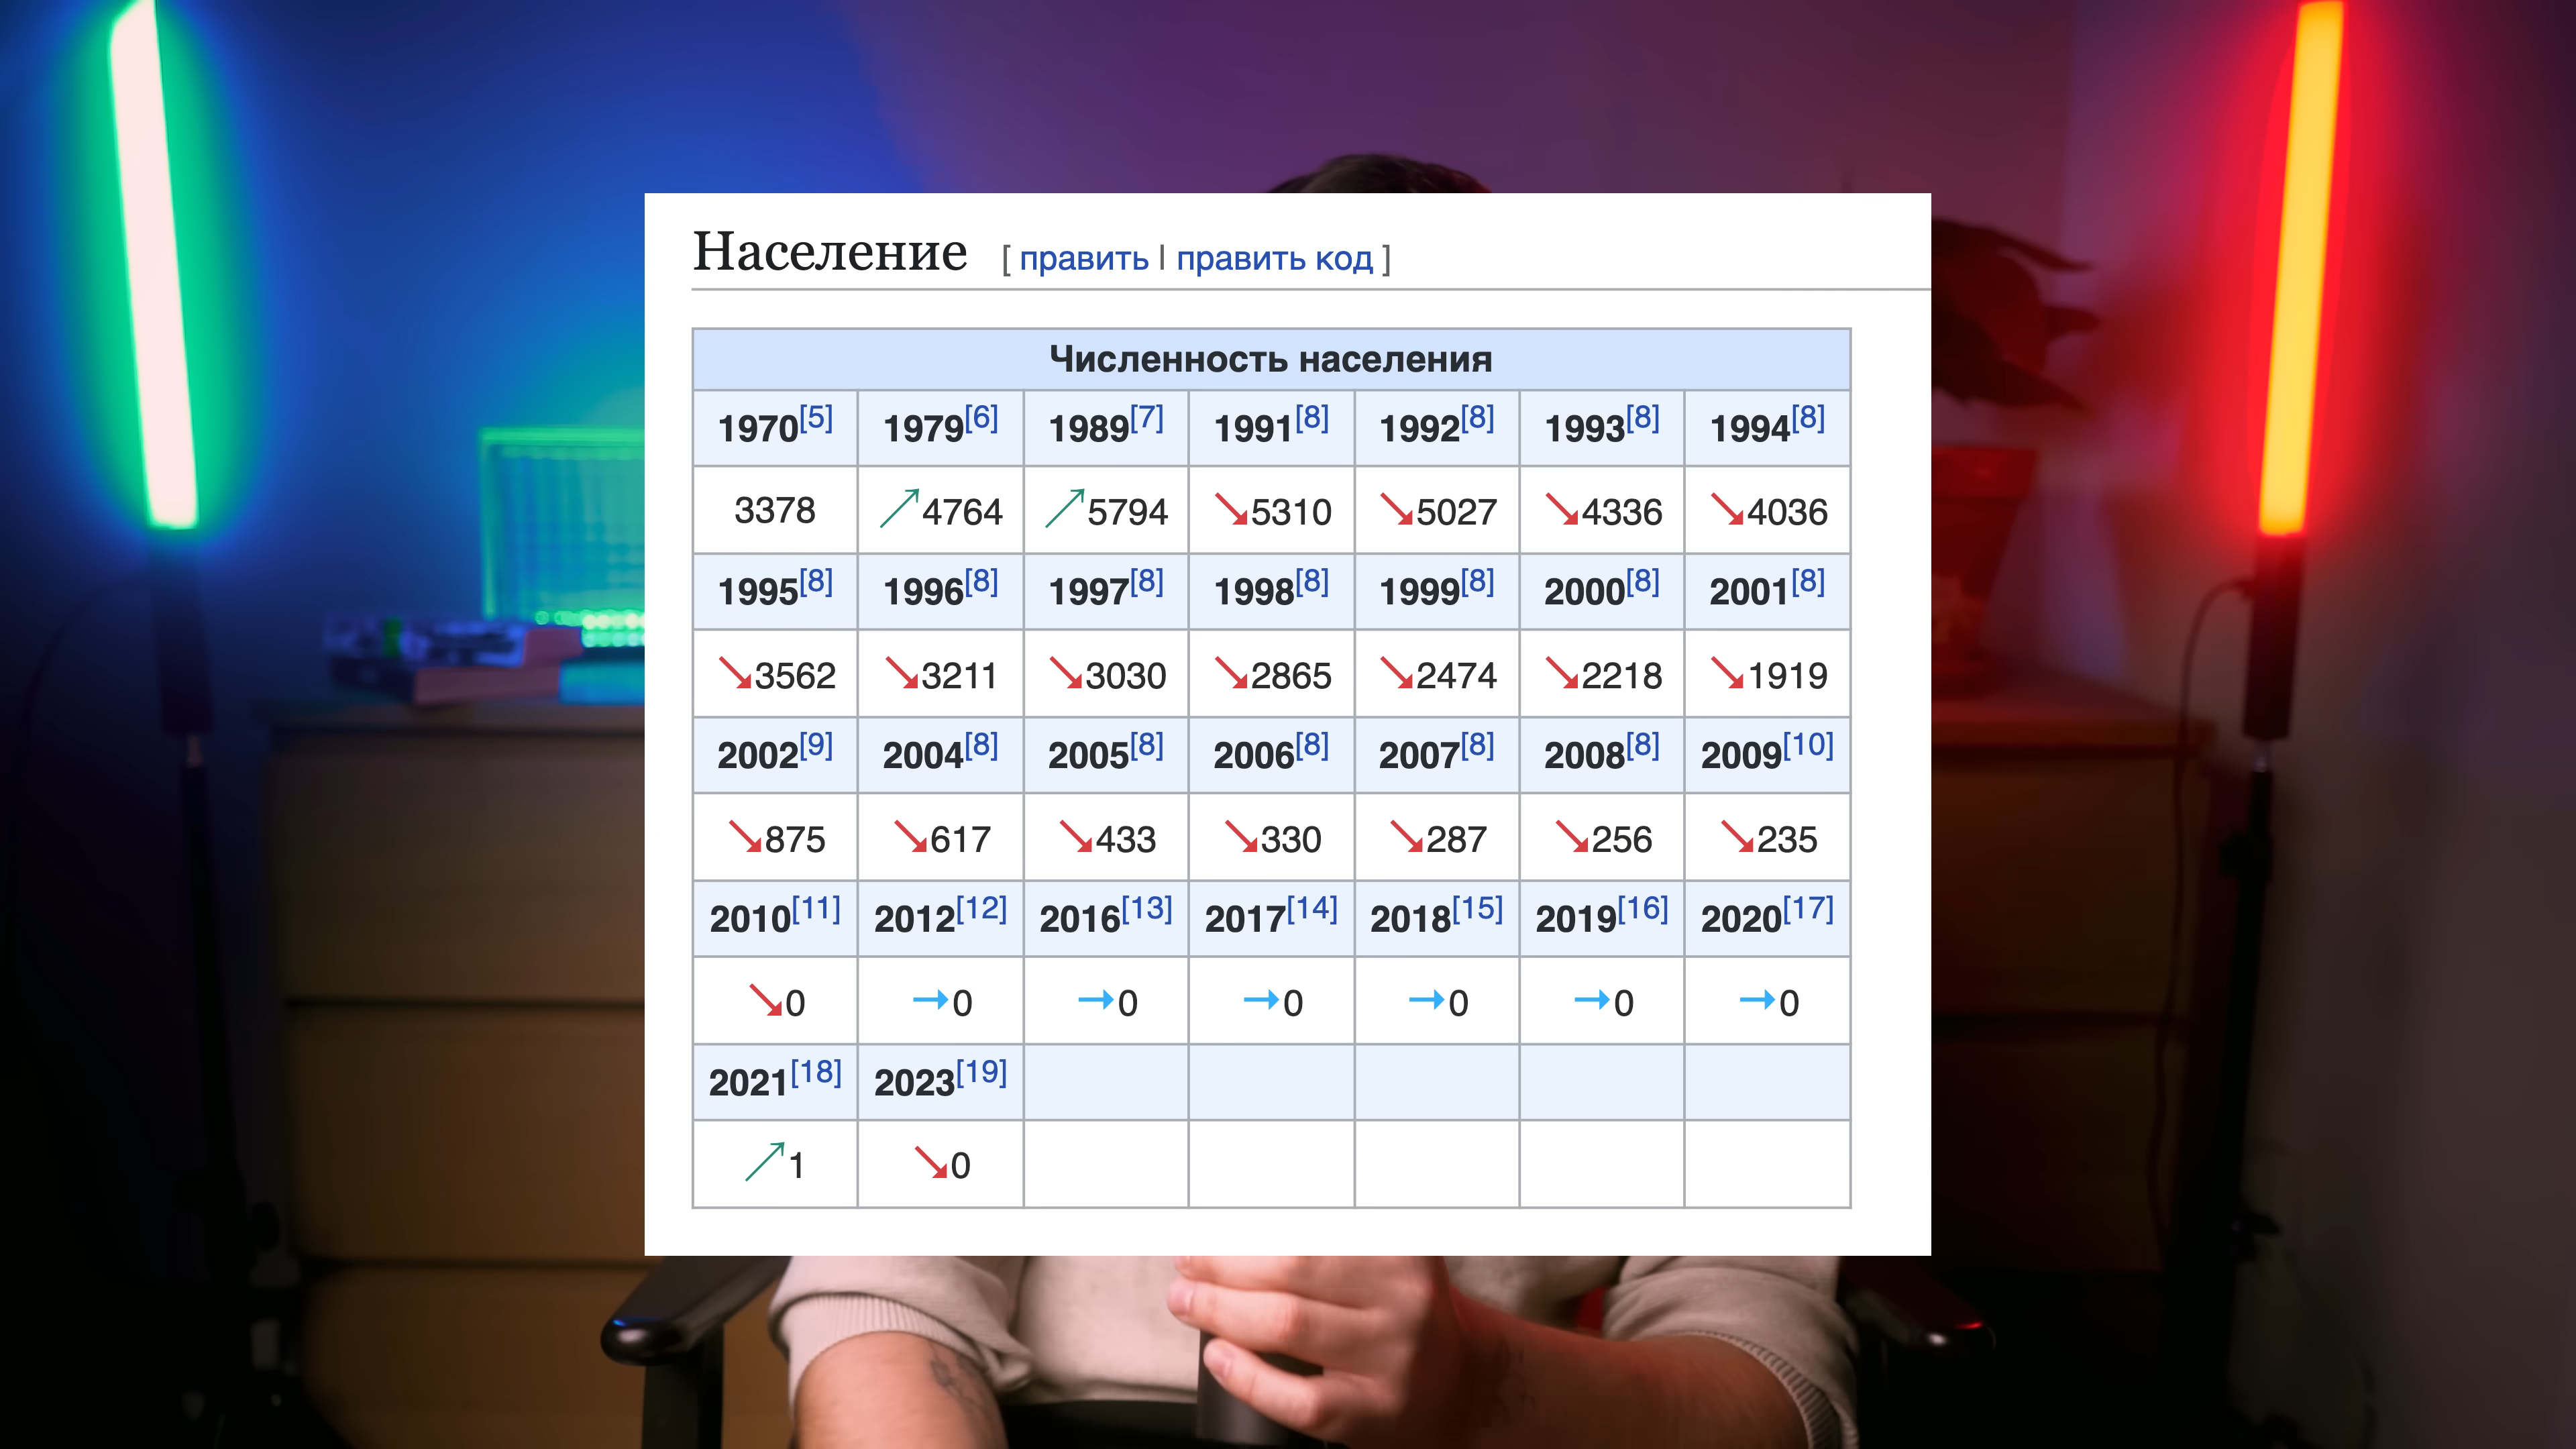 Население [ править | править код ]
Численность населения
1970[5] 1979[6] 1989[7] 1991[8] 1992[8] 1993[8] 1994[8]
3378 ↗4764 ↗5794 ↘5310 ↘5027 ↘4336 ↘4036
1995[8] 1996[8] 1997[8] 1998[8] 1999[8] 2000[8] 2001[8]
↘3562 ↘3211 ↘3030 ↘2865 ↘2474 ↘2218 ↘1919
2002[9] 2004[8] 2005[8] 2006[8] 2007[8] 2008[8] 2009[10]
↘875 ↘617 ↘433 ↘330 ↘287 ↘256 ↘235
2010[11] 2012[12] 2016[13] 2017[14] 2018[15] 2019[16] 2020[17]
↘0 →0 →0 →0 →0 →0 →0
2021[18] 2023[19]
↗1 ↘0